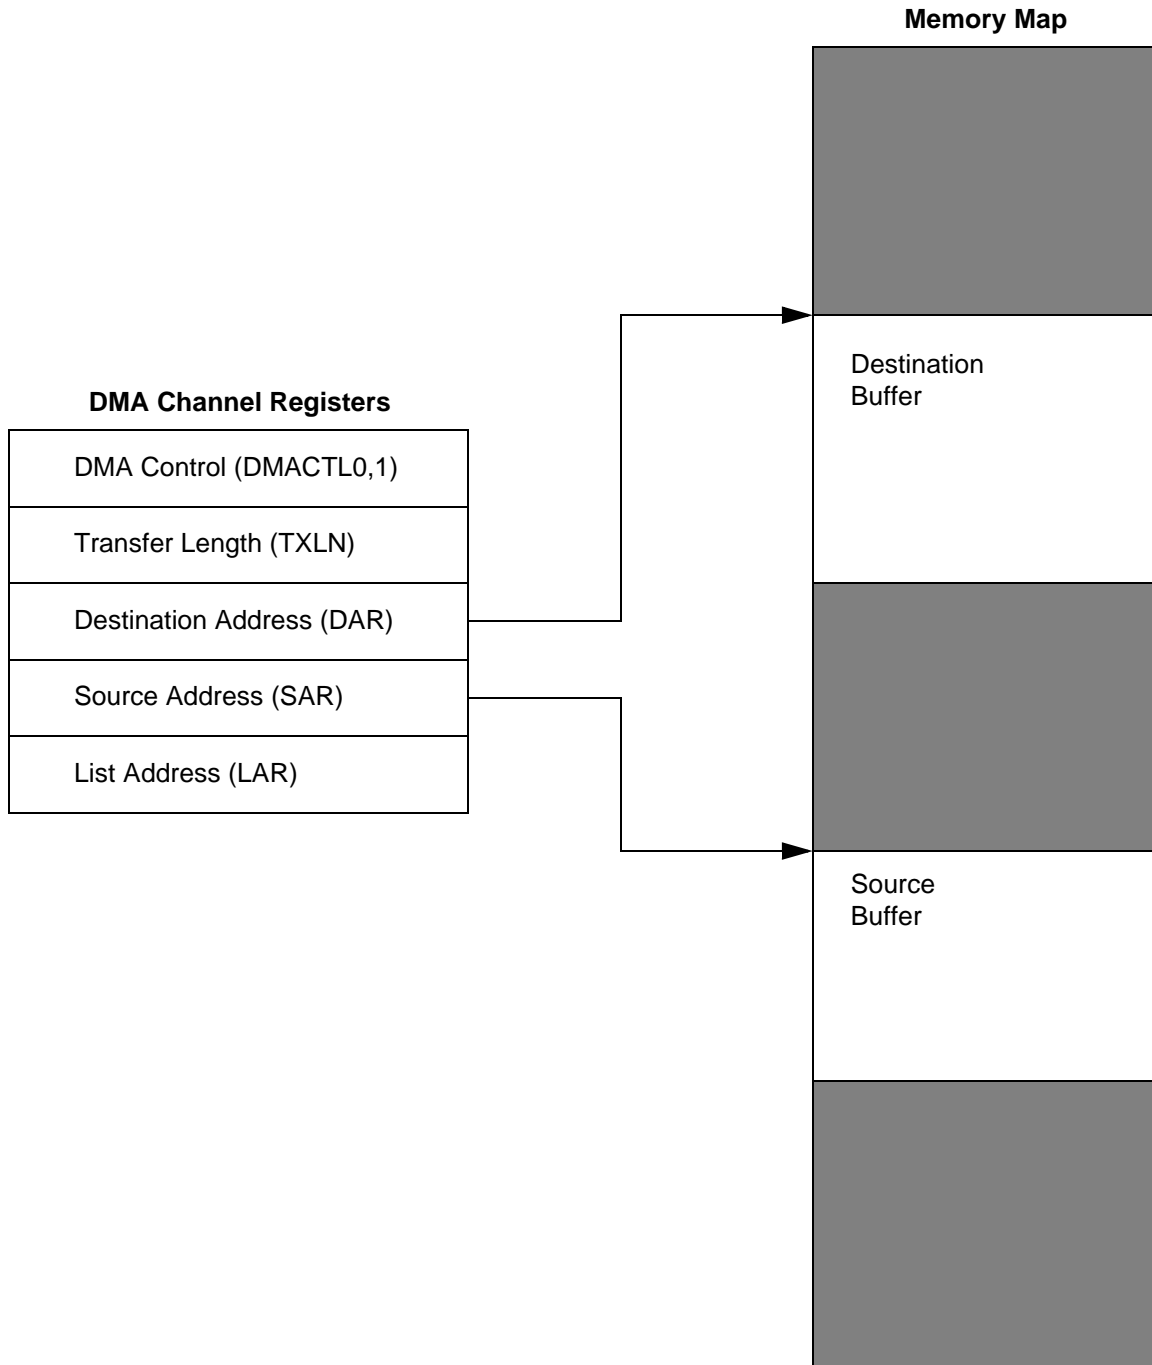 Memory Map
Destination
Buffer
DMA Channel Registers
DMA Control (DMACTL0,1)
Transfer Length (TXLN)
Destination Address (DAR)
Source Address (SAR)
List Address (LAR)
Source
Buffer